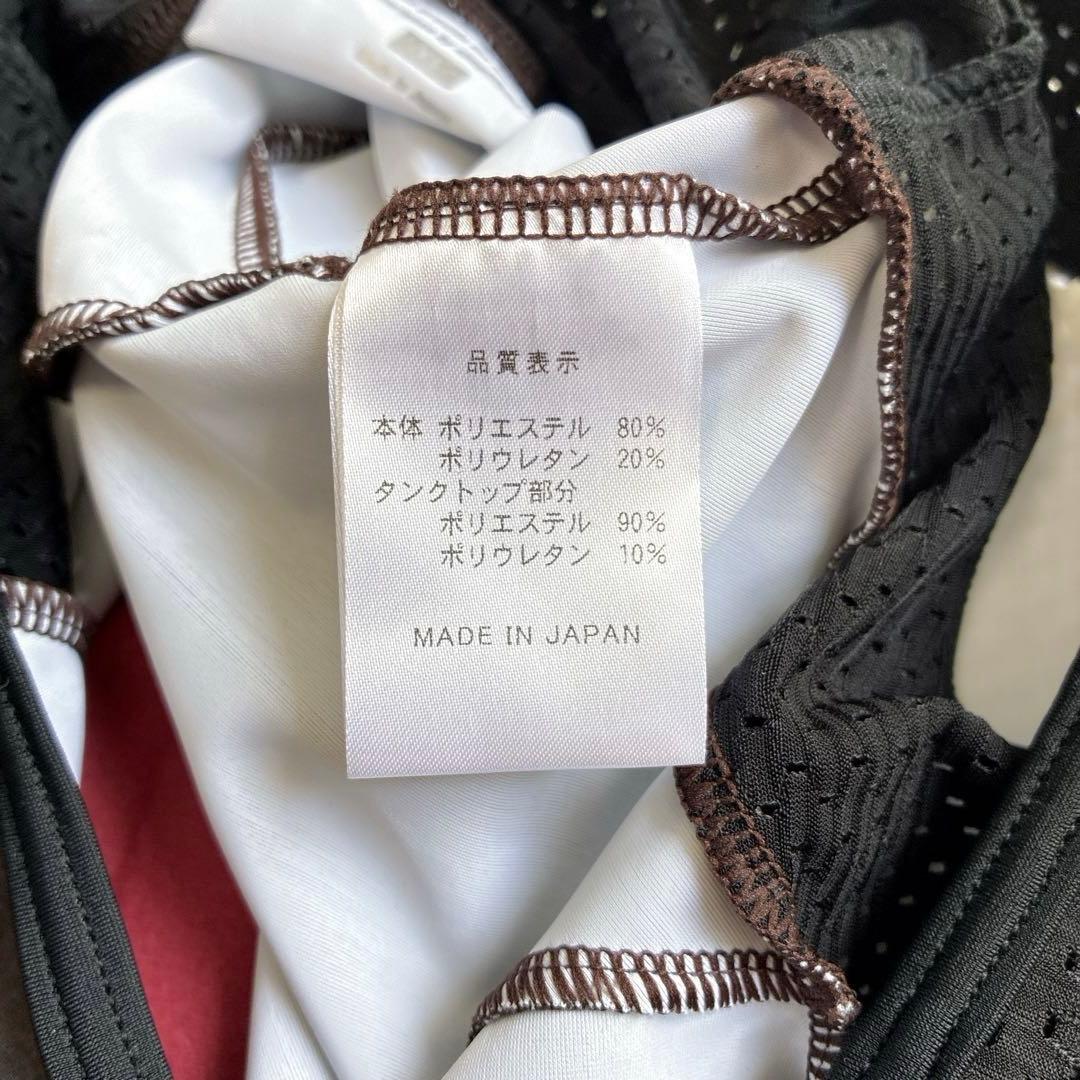 品質表示
本体 ポリエステル 80%
ポリウレタン 20%
タンクトップ部分
ポリエステル 90%
ポリウレタン 10%
MADE IN JAPAN